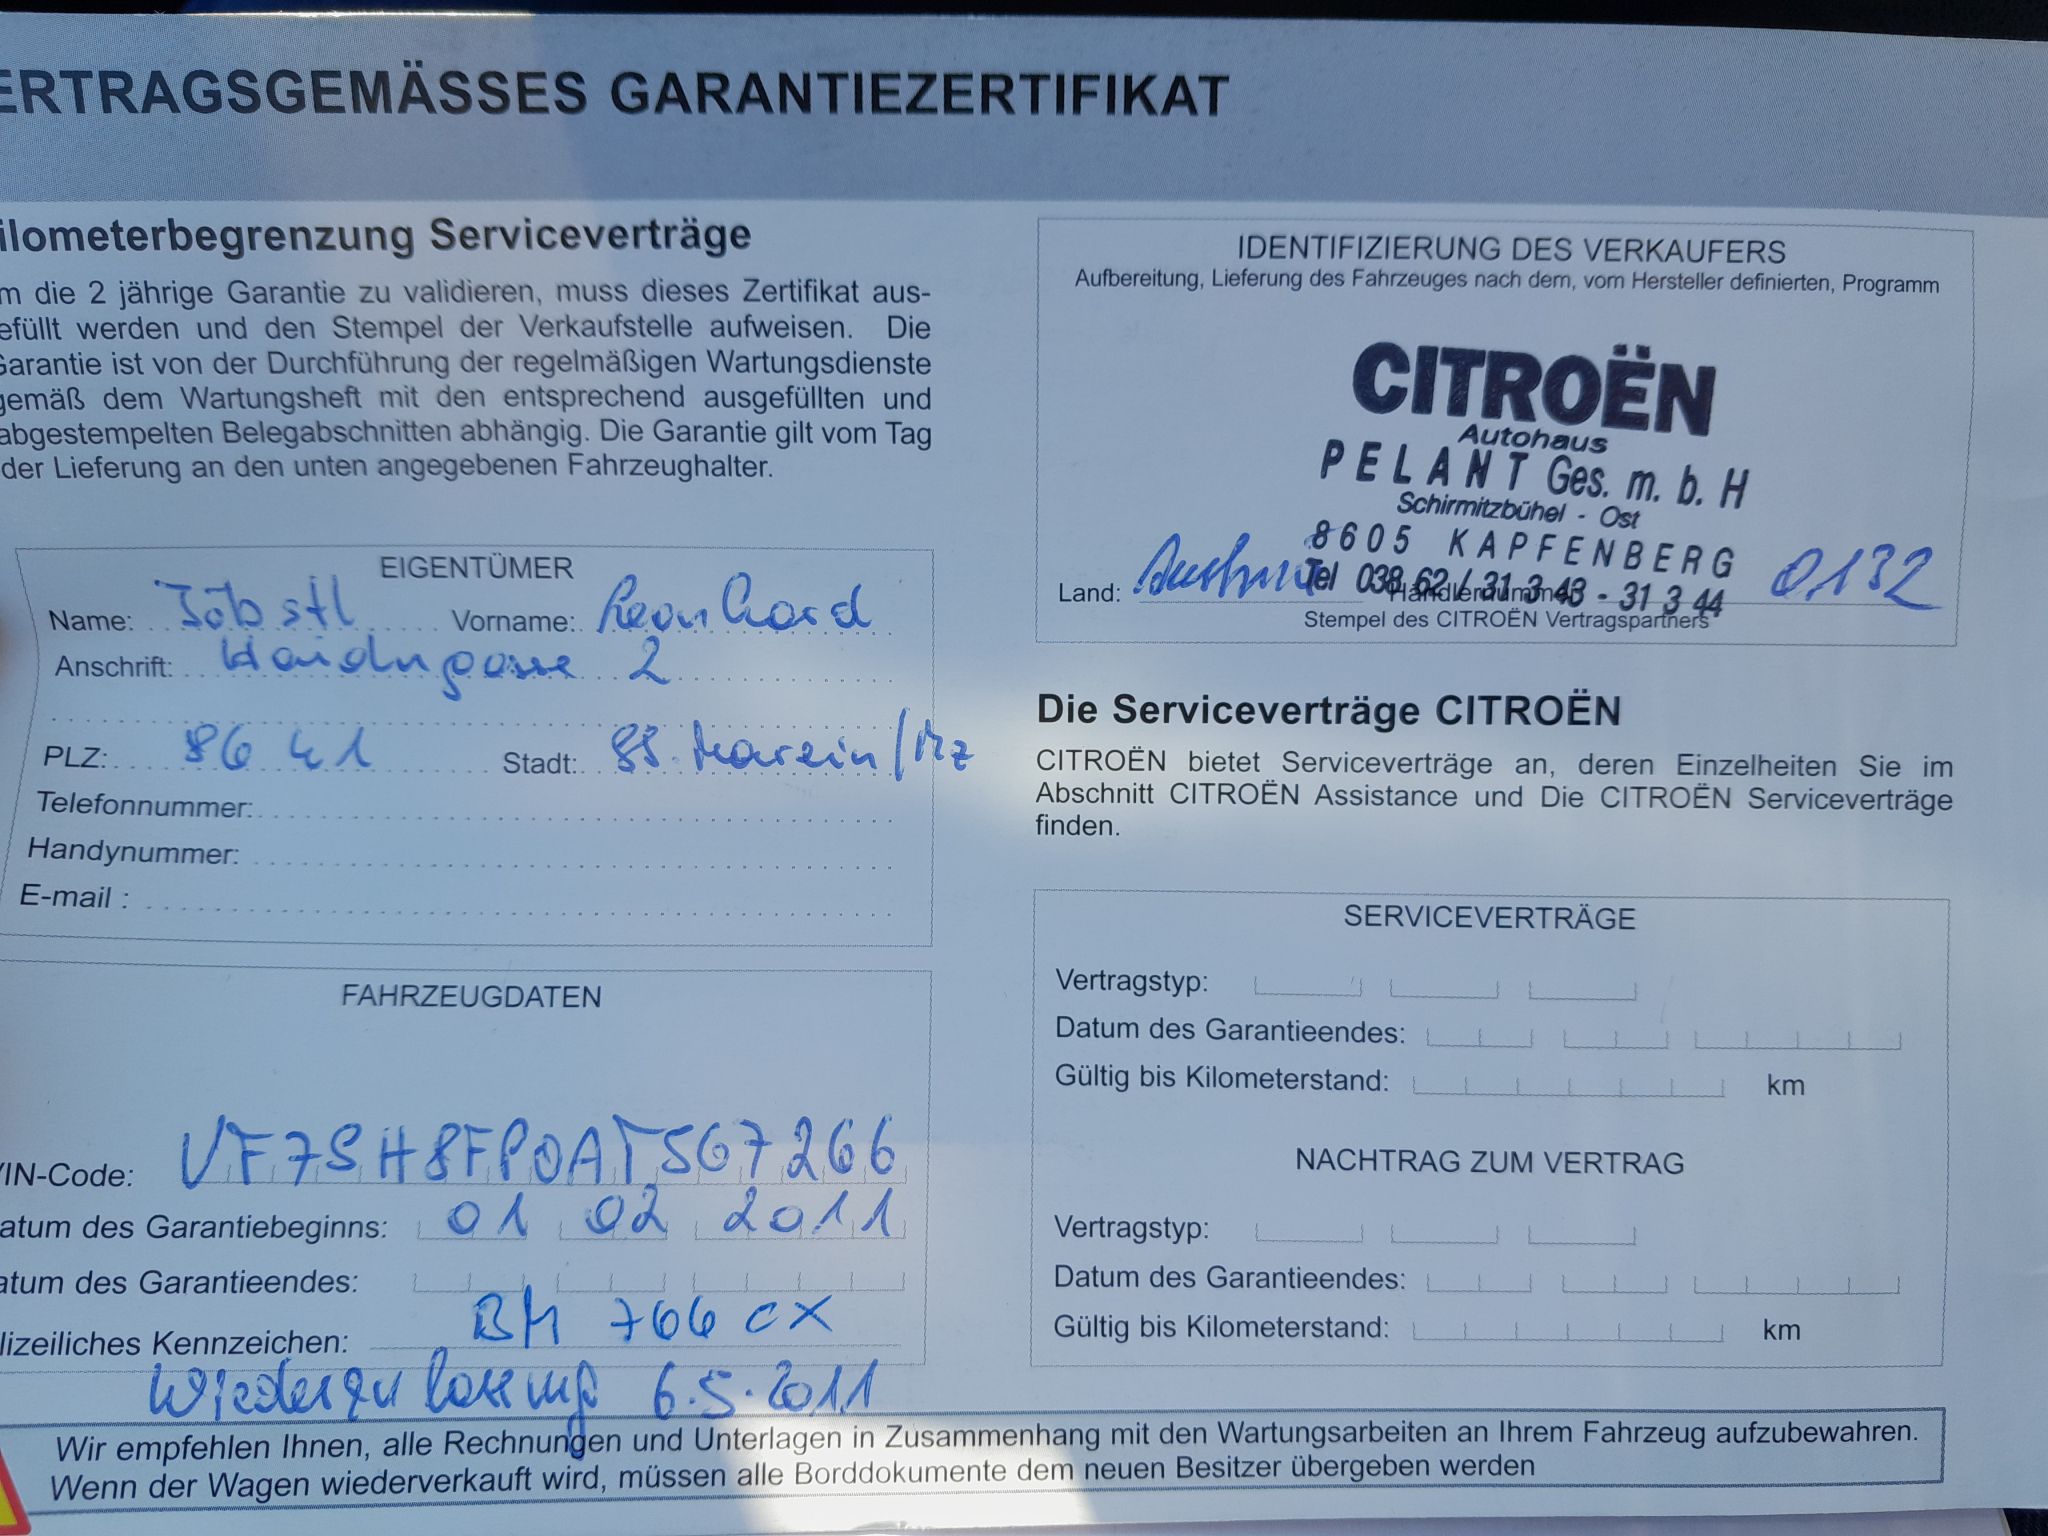 ERTRAGSGEMÄSSES GARANTIEZERTIFIKAT
ilometerbegrenzung Serviceverträge
m die 2 jährige Garantie zu validieren, muss dieses Zertifikat aus-
efüllt werden und den Stempel der Verkaufstelle aufweisen. Die
Garantie ist von der Durchführung der regelmäßigen Wartungsdienste
gemäß dem Wartungsheft mit den entsprechend ausgefüllten und
abgestempelten Belegabschnitten abhängig. Die Garantie gilt vom Tag
der Lieferung an den unten angegebenen Fahrzeughalter.
EIGENTÜMER
Name: Jöbstl Vorname: Leonhard
Anschrift: 2
PLZ: 8641 Stadt: Marein/Mz
Telefonnummer:
Handynummer:
E-mail :
FAHRZEUGDATEN
VIN-Code: VF7SH8FP0AT567266
atum des Garantiebeginns: 01 02 2011
atum des Garantieendes:
lizeiliches Kennzeichen: BM 766 CX
Wiederzulassung 6.5.2011
IDENTIFIZIERUNG DES VERKAUFERS
Aufbereitung, Lieferung des Fahrzeuges nach dem, vom Hersteller definierten, Programm
CITROËN
Autohaus
PELANT Ges. m. b. H
Schirmitzbühel - Ost
8605 KAPFENBERG
Tel 038 62 / 31 3 43 - 31 3 44
Land: Händlernummer 0132
Stempel des CITROËN Vertragspartners
Die Serviceverträge CITROËN
CITROËN bietet Serviceverträge an, deren Einzelheiten Sie im
Abschnitt CITROËN Assistance und Die CITROËN Serviceverträge
finden.
SERVICEVERTRÄGE
Vertragstyp:
Datum des Garantieendes:
Gültig bis Kilometerstand: km
NACHTRAG ZUM VERTRAG
Vertragstyp:
Datum des Garantieendes:
Gültig bis Kilometerstand: km
Wir empfehlen Ihnen, alle Rechnungen und Unterlagen in Zusammenhang mit den Wartungsarbeiten an Ihrem Fahrzeug aufzubewahren.
Wenn der Wagen wiederverkauft wird, müssen alle Borddokumente dem neuen Besitzer übergeben werden